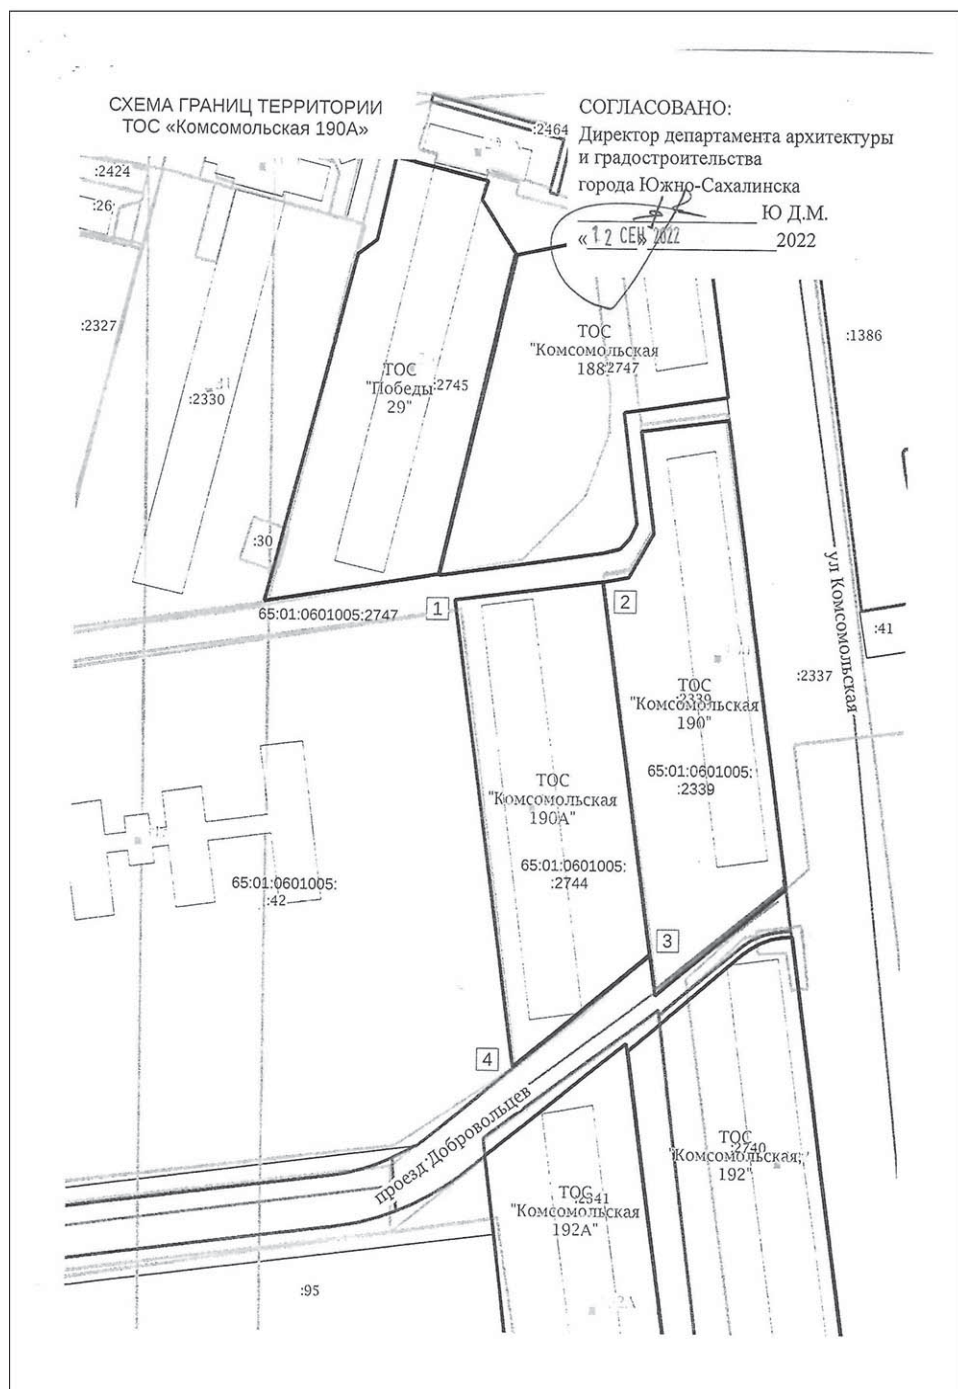 СХЕМА ГРАНИЦ ТЕРРИТОРИИ
ТОС «Комсомольская 190А»
СОГЛАСОВАНО:
Директор департамента архитектуры
и градостроительства
города Южно-Сахалинска
Ю Д.М.
« 12 СЕН » 2022 2022
:2464
:2424
:26
:2327
:2330
ТОС
"Победы
29"
:2745
ТОС
"Комсомольская
188"
:2747
:1386
:30
65:01:0601005:2747
1
2
ул Комсомольская
:41
:2337
ТОС
"Комсомольская
190"
:2339
65:01:0601005:
:2339
ТОС
"Комсомольская
190А"
65:01:0601005:
:2744
65:01:0601005:
:42
3
4
проезд Добровольцев
ТОС
"Комсомольская
192"
:2740
ТОС
"Комсомольская
192А"
:2341
:95